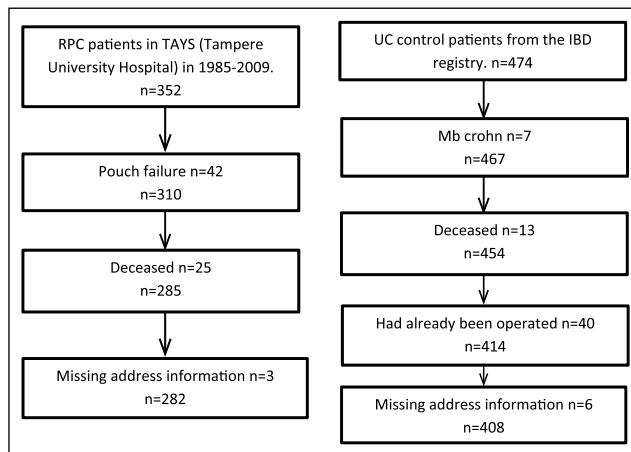 RPC patients in TAYS (Tampere
University Hospital) in 1985-2009.
n=352
Pouch failure n=42
n=310
Deceased n=25
n=285
Missing address information n=3
n=282
UC control patients from the IBD
registry. n=474
Mb crohn n=7
n=467
Deceased n=13
n=454
Had already been operated n=40
n=414
Missing address information n=6
n=408